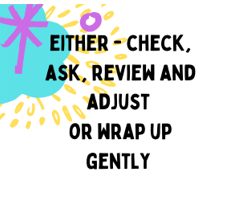 EITHER - CHECK,
ASK, REVIEW AND
ADJUST
OR WRAP UP
GENTLY